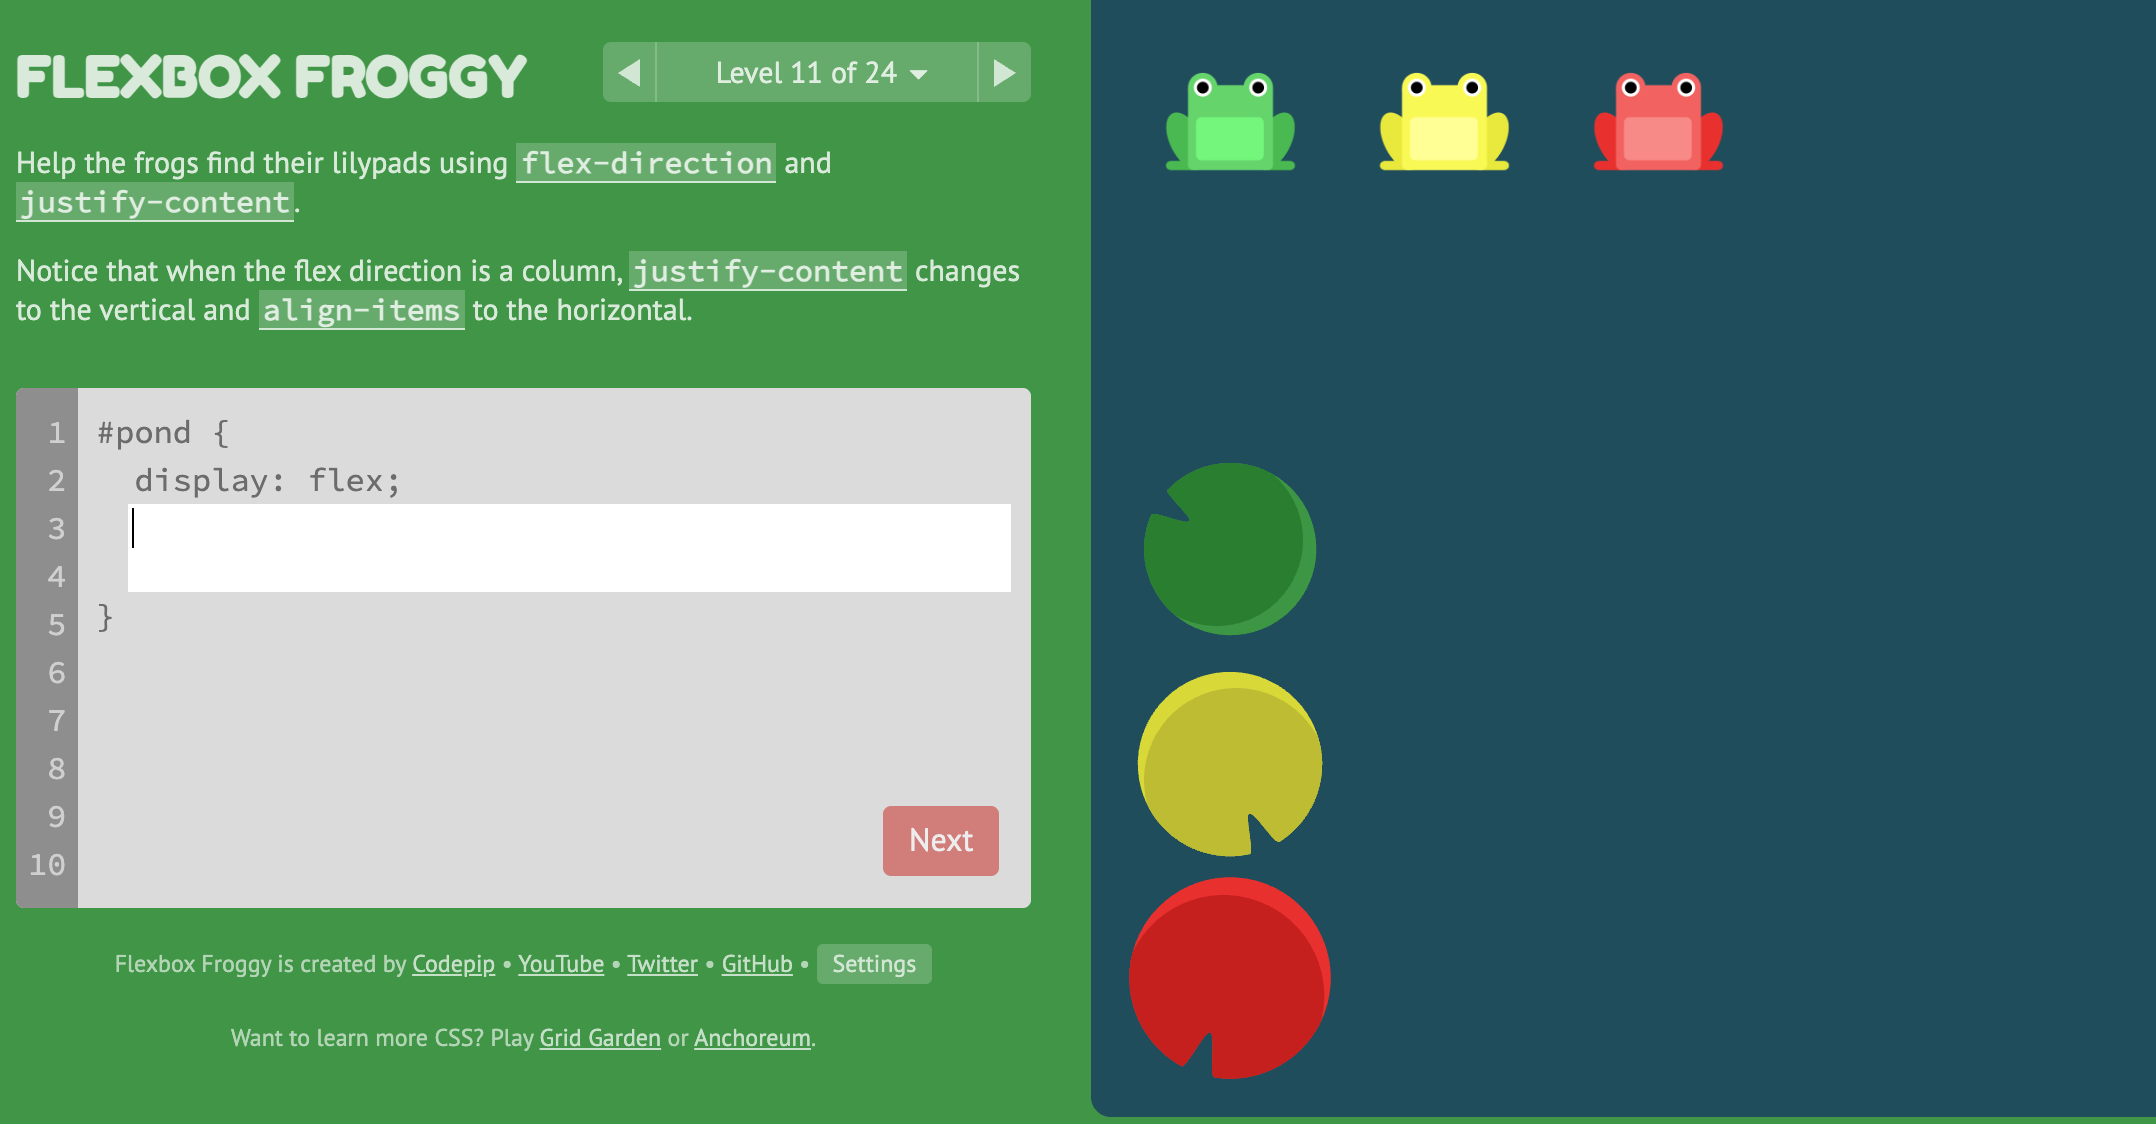 FLEXBOX FROGGY
Level 11 of 24
Help the frogs find their lilypads using flex-direction and
justify-content.
Notice that when the flex direction is a column, justify-content changes
to the vertical and align-items to the horizontal.
1 #pond {
2 display: flex;
3
4
5 }
6
7
8
9
10
Next
Flexbox Froggy is created by Codepip • YouTube • Twitter • GitHub • Settings
Want to learn more CSS? Play Grid Garden or Anchoreum.